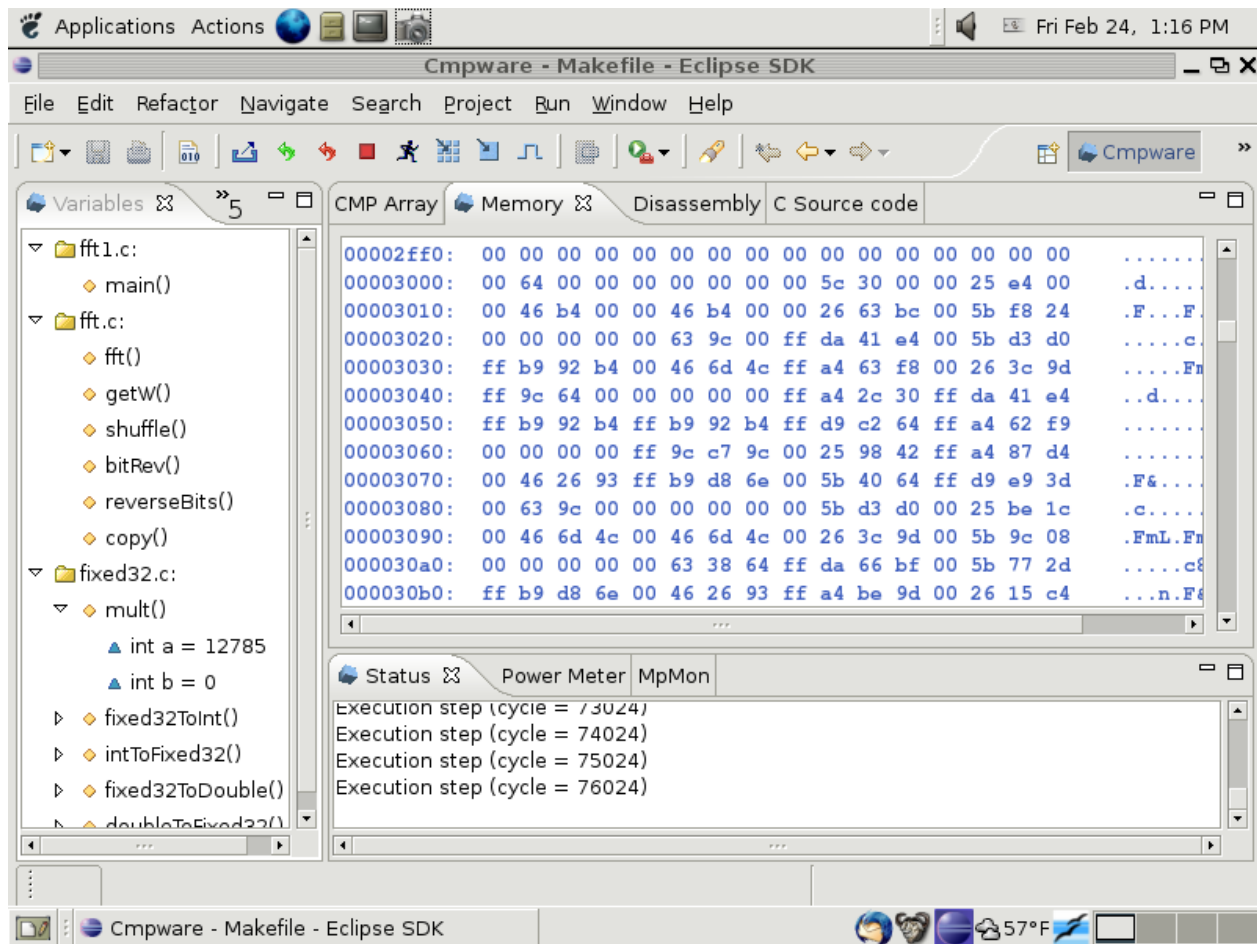 Applications Actions
Fri Feb 24, 1:16 PM
Cmpware - Makefile - Eclipse SDK
File Edit Refactor Navigate Search Project Run Window Help
010
Cmpware »
Variables »5
fft1.c:
main()
fft.c:
fft()
getW()
shuffle()
bitRev()
reverseBits()
copy()
fixed32.c:
mult()
int a = 12785
int b = 0
fixed32ToInt()
intToFixed32()
fixed32ToDouble()
doubleToFixed32()
CMP Array Memory Disassembly C Source code
00002ff0: 00 00 00 00 00 00 00 00 00 00 00 00 00 00 00 00 .......
00003000: 00 64 00 00 00 00 00 00 00 5c 30 00 00 25 e4 00 .d.....
00003010: 00 46 b4 00 00 46 b4 00 00 26 63 bc 00 5b f8 24 .F...F.
00003020: 00 00 00 00 00 63 9c 00 ff da 41 e4 00 5b d3 d0 .....c.
00003030: ff b9 92 b4 00 46 6d 4c ff a4 63 f8 00 26 3c 9d .....Fm
00003040: ff 9c 64 00 00 00 00 00 ff a4 2c 30 ff da 41 e4 ..d....
00003050: ff b9 92 b4 ff b9 92 b4 ff d9 c2 64 ff a4 62 f9 .......
00003060: 00 00 00 00 ff 9c c7 9c 00 25 98 42 ff a4 87 d4 .......
00003070: 00 46 26 93 ff b9 d8 6e 00 5b 40 64 ff d9 e9 3d .F&....
00003080: 00 63 9c 00 00 00 00 00 00 5b d3 d0 00 25 be 1c .c.....
00003090: 00 46 6d 4c 00 46 6d 4c 00 26 3c 9d 00 5b 9c 08 .FmL.Fm
000030a0: 00 00 00 00 00 63 38 64 ff da 66 bf 00 5b 77 2d .....c8
000030b0: ff b9 d8 6e 00 46 26 93 ff a4 be 9d 00 26 15 c4 ...n.F&
Status Power Meter MpMon
Execution step (cycle = 73024)
Execution step (cycle = 74024)
Execution step (cycle = 75024)
Execution step (cycle = 76024)
Cmpware - Makefile - Eclipse SDK
57°F